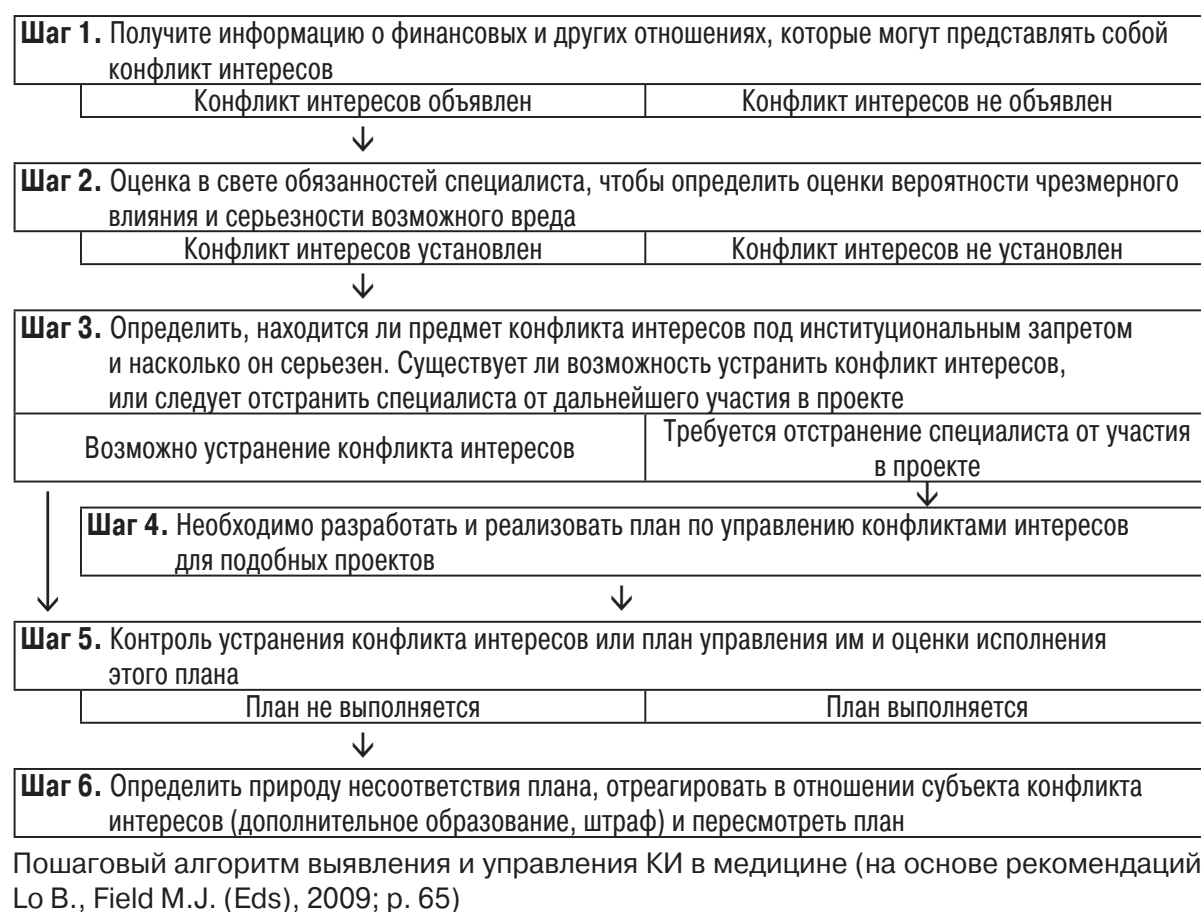 Шаг 1. Получите информацию о финансовых и других отношениях, которые могут представлять собой
конфликт интересов
Конфликт интересов объявлен
Конфликт интересов не объявлен
Шаг 2. Оценка в свете обязанностей специалиста, чтобы определить оценки вероятности чрезмерного
влияния и серьезности возможного вреда
Конфликт интересов установлен
Конфликт интересов не установлен
Шаг 3. Определить, находится ли предмет конфликта интересов под институциональным запретом
и насколько он серьезен. Существует ли возможность устранить конфликт интересов,
или следует отстранить специалиста от дальнейшего участия в проекте
Возможно устранение конфликта интересов
Требуется отстранение специалиста от участия
в проекте
Шаг 4. Необходимо разработать и реализовать план по управлению конфликтами интересов
для подобных проектов
Шаг 5. Контроль устранения конфликта интересов или план управления им и оценки исполнения
этого плана
План не выполняется
План выполняется
Шаг 6. Определить природу несоответствия плана, отреагировать в отношении субъекта конфликта
интересов (дополнительное образование, штраф) и пересмотреть план
Пошаговый алгоритм выявления и управления КИ в медицине (на основе рекомендаций
Lo B., Field M.J. (Eds), 2009; p. 65)